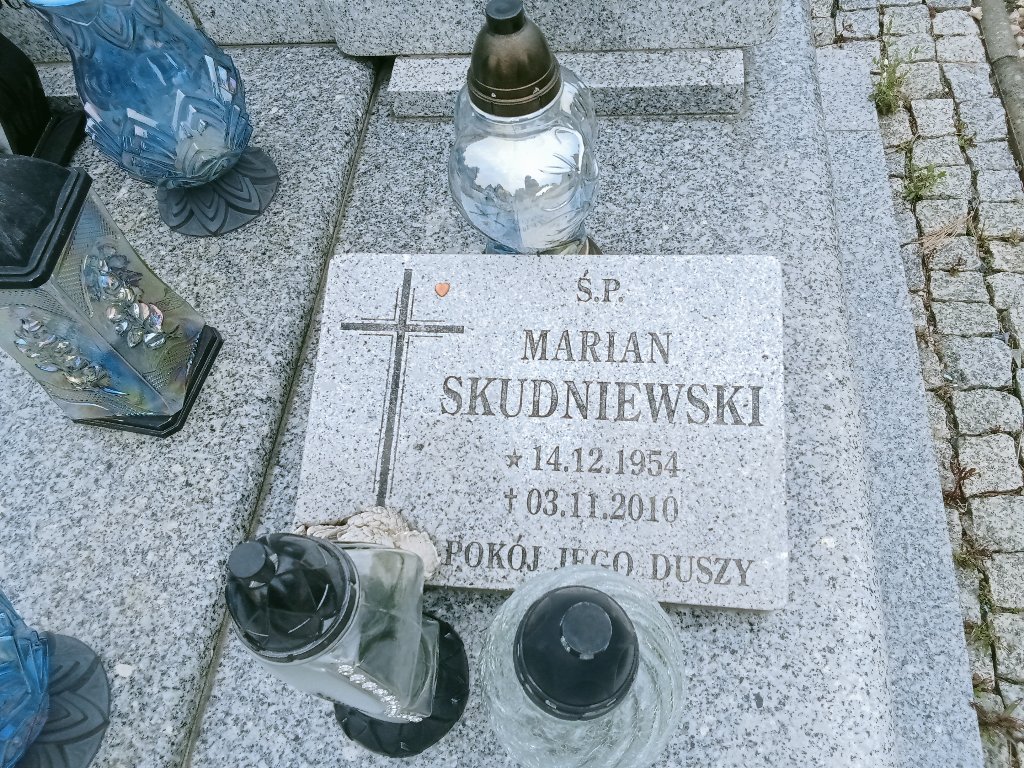 Ś.P.
MARIAN
SKUDNIEWSKI
★ 14.12.1954
✝ 03.11.2010
POKÓJ JEGO DUSZY